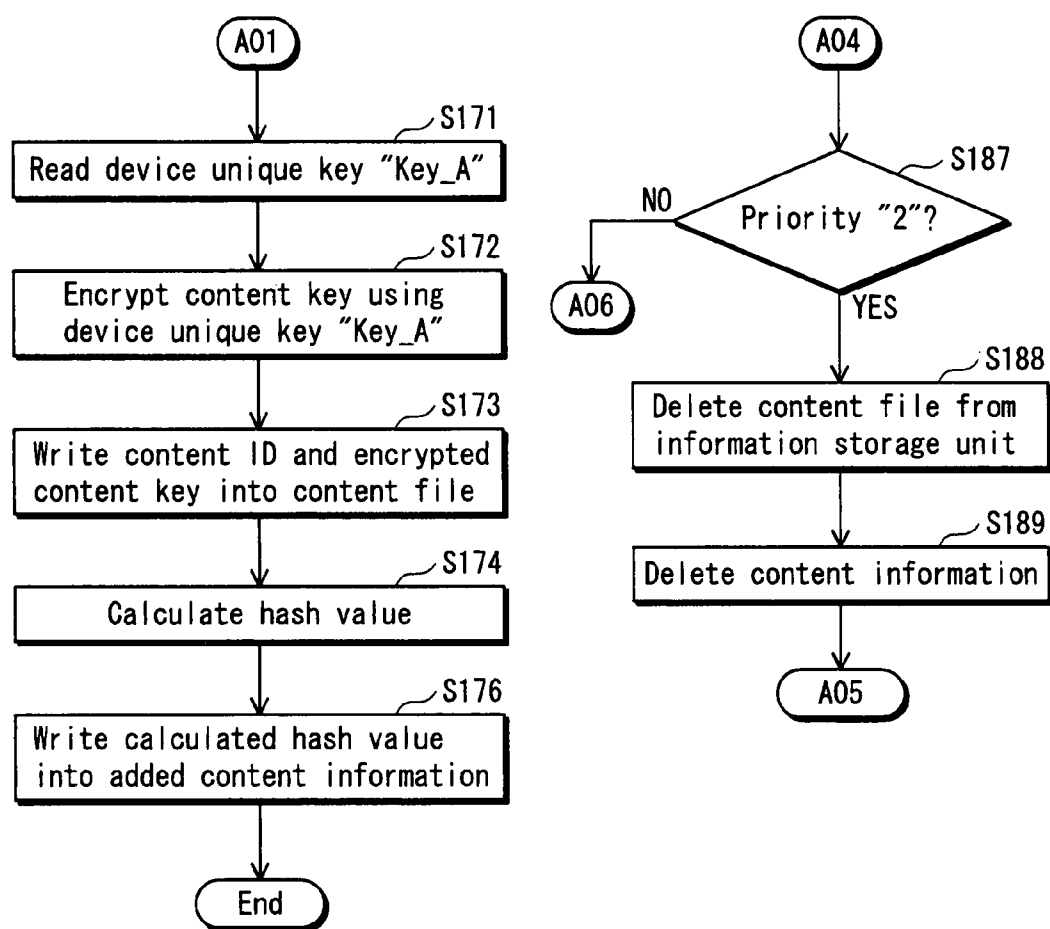 A01
S171
Read device unique key "Key_A"
S172
Encrypt content key using
device unique key "Key_A"
S173
Write content ID and encrypted
content key into content file
S174
Calculate hash value
S176
Write calculated hash value
into added content information
End
A04
S187
Priority "2"?
NO
A06
YES
S188
Delete content file from
information storage unit
S189
Delete content information
A05